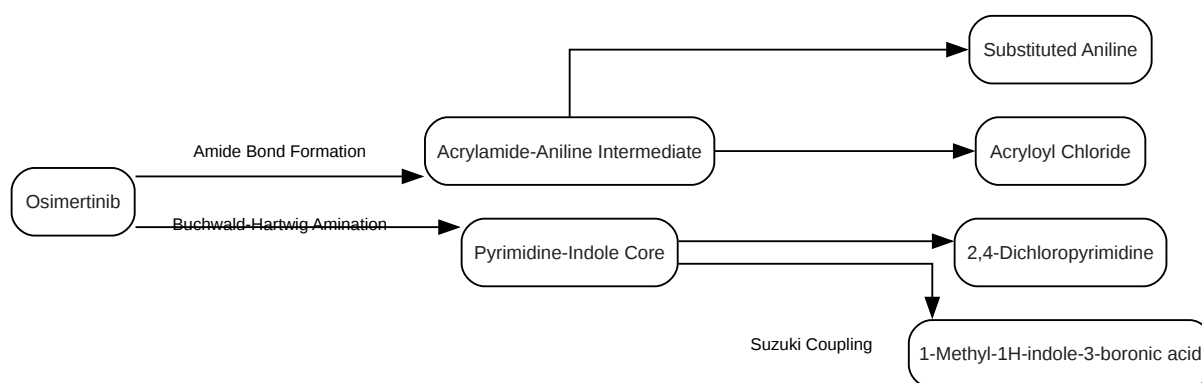 Substituted Aniline
Amide Bond Formation
Acrylamide-Aniline Intermediate
Acryloyl Chloride
Osimertinib
Buchwald-Hartwig Amination
Pyrimidine-Indole Core
2,4-Dichloropyrimidine
Suzuki Coupling
1-Methyl-1H-indole-3-boronic acid